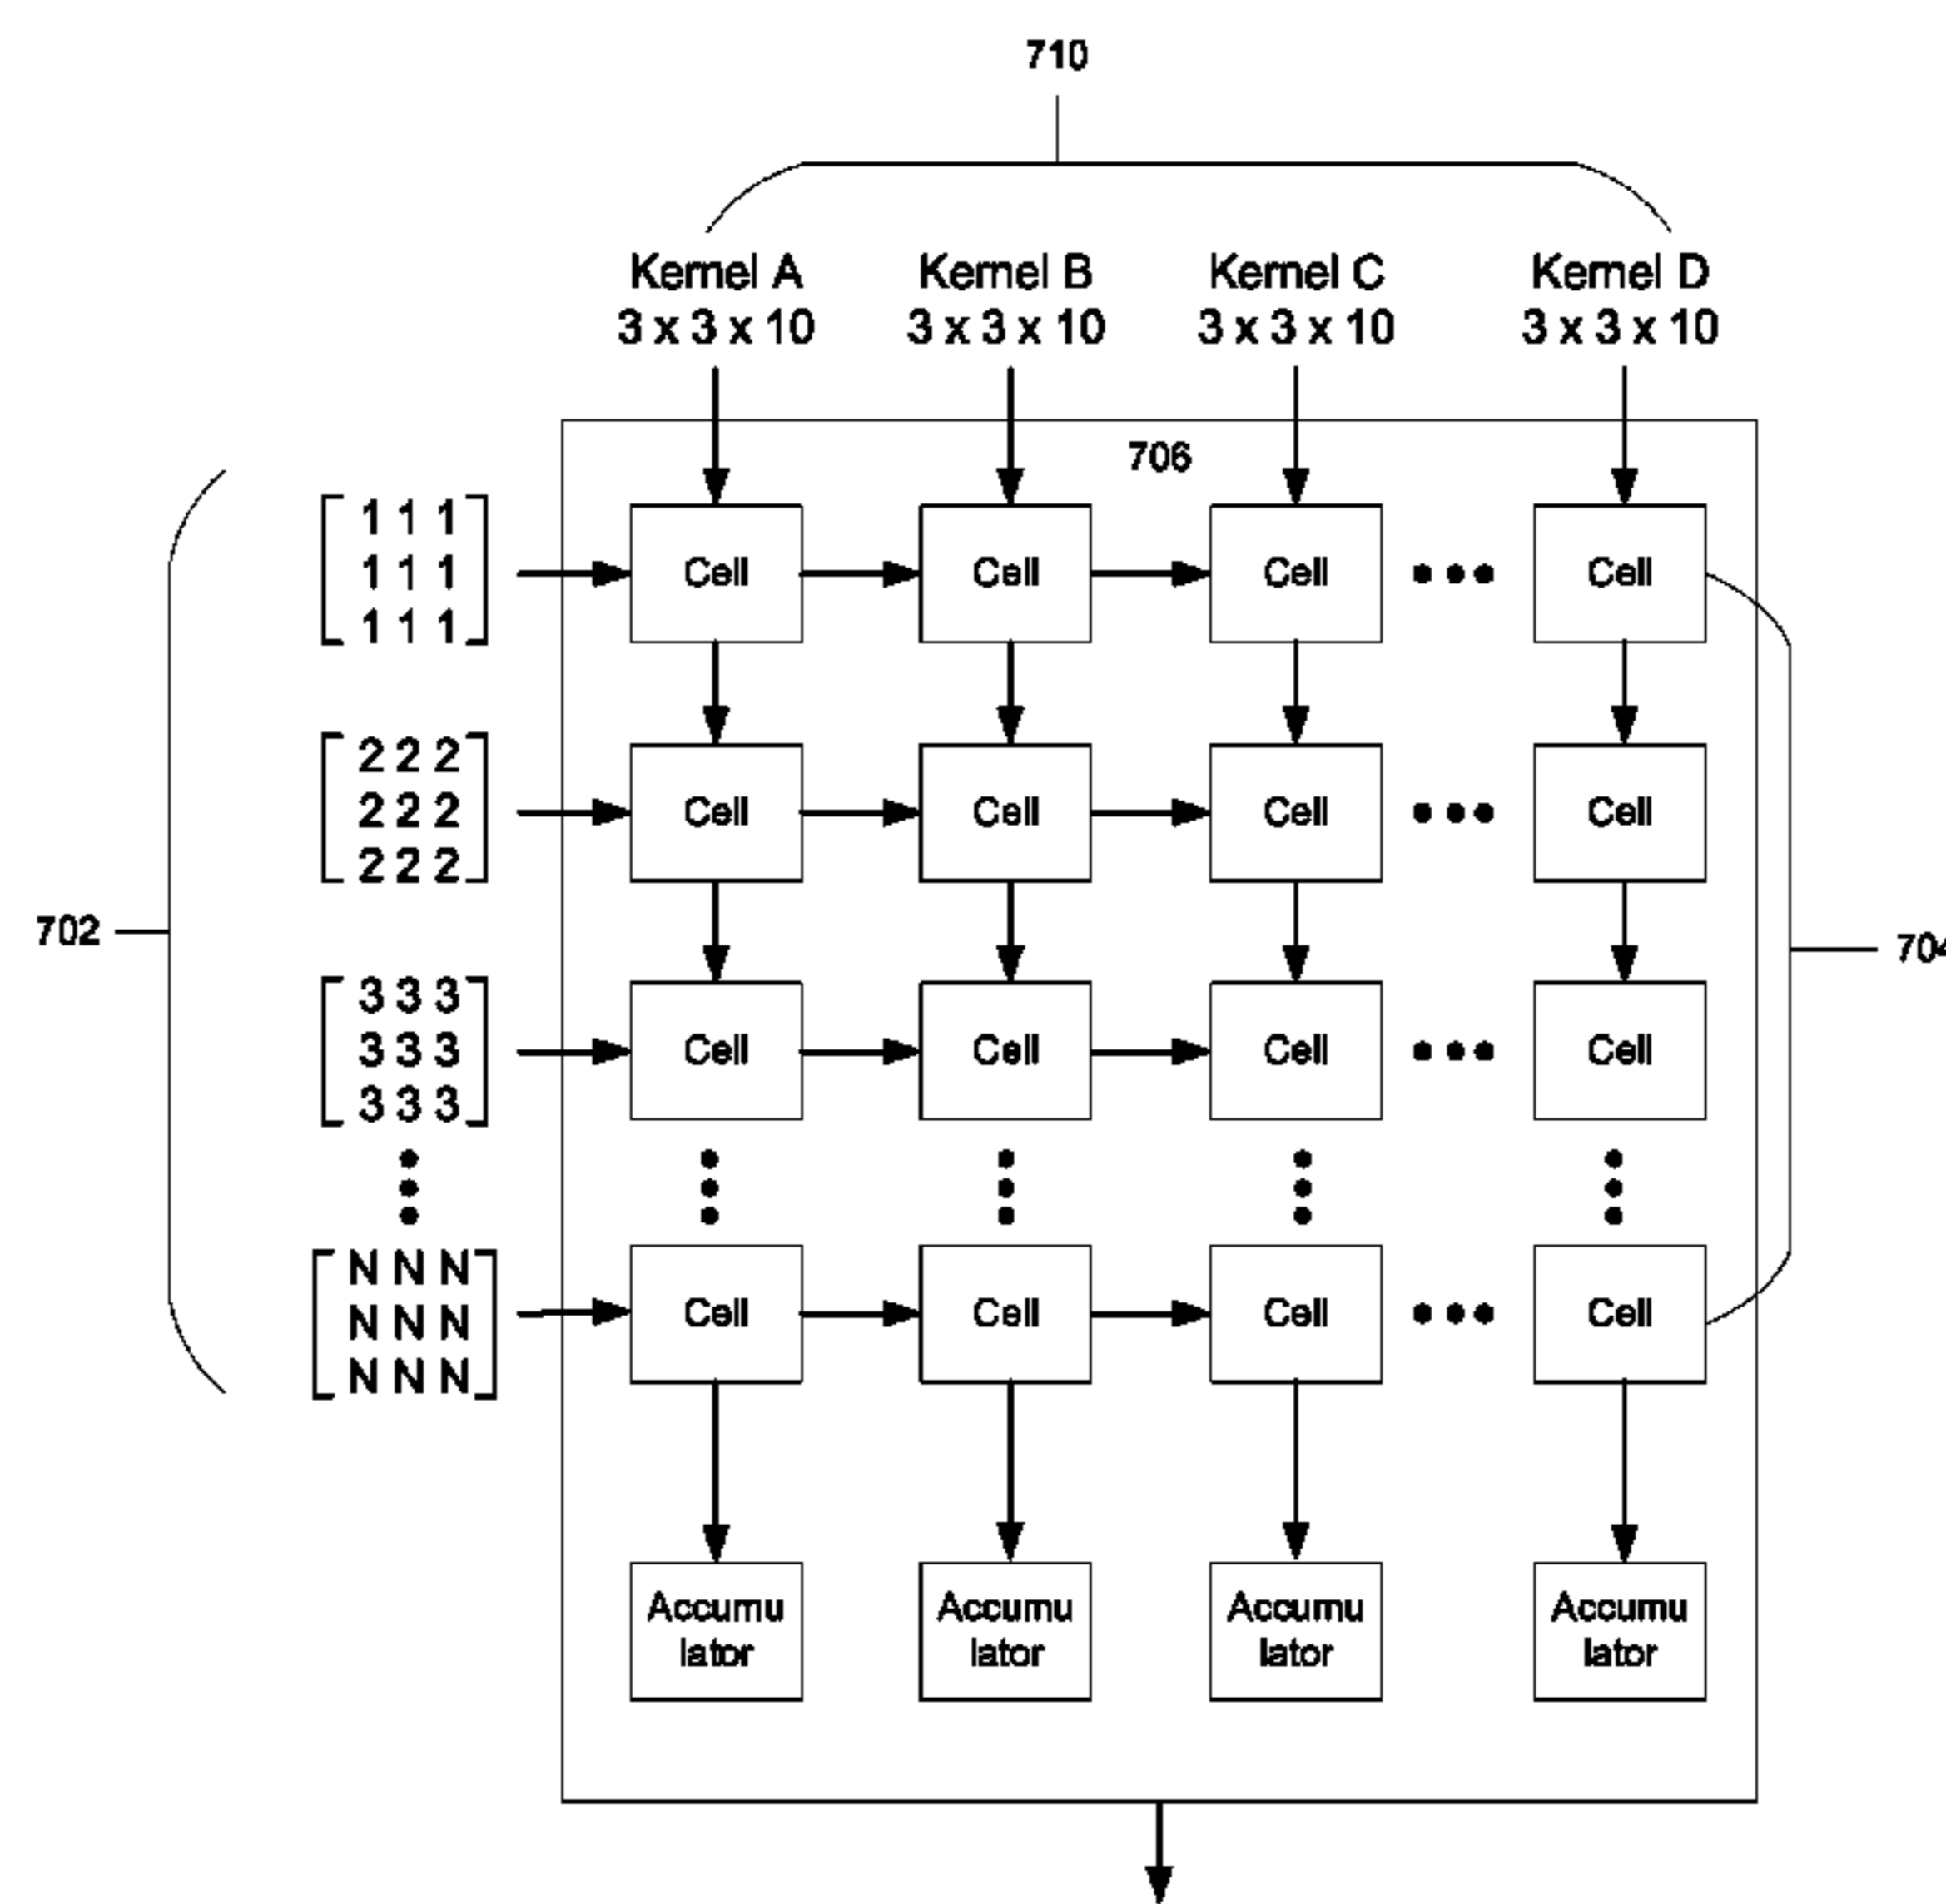 710
Kernel A Kernel B Kernel C Kernel D
3 x 3 x 10 3 x 3 x 10 3 x 3 x 10 3 x 3 x 10
706
1 1 1
1 1 1
1 1 1
Cell Cell Cell Cell
2 2 2
2 2 2
2 2 2
Cell Cell Cell Cell
702
704
3 3 3
3 3 3
3 3 3
Cell Cell Cell Cell
N N N
N N N
N N N
Cell Cell Cell Cell
Accumu Accumu Accumu Accumu
lator lator lator lator